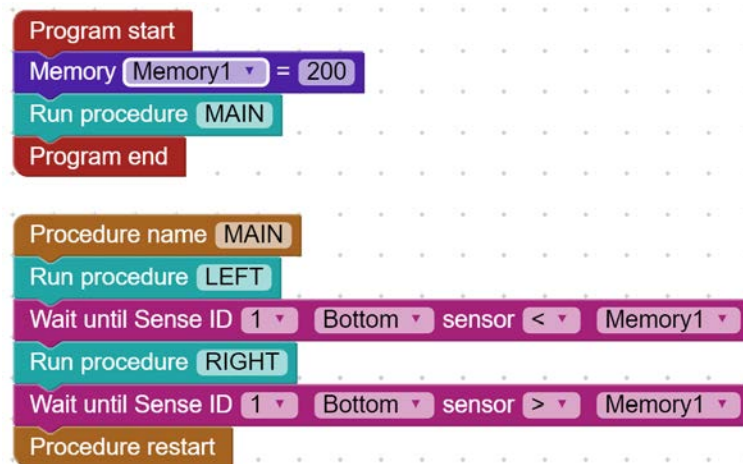 Program start
Memory Memory1 = 200
Run procedure MAIN
Program end
Procedure name MAIN
Run procedure LEFT
Wait until Sense ID 1 Bottom sensor < Memory1
Run procedure RIGHT
Wait until Sense ID 1 Bottom sensor > Memory1
Procedure restart